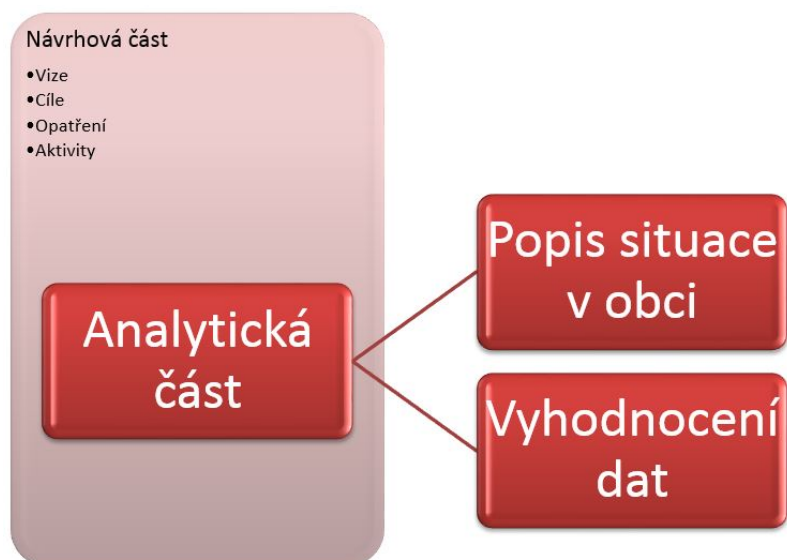 Návrhová část
•Vize
•Cíle
•Opatření
•Aktivity
Analytická
část
Popis situace
v obci
Vyhodnocení
dat